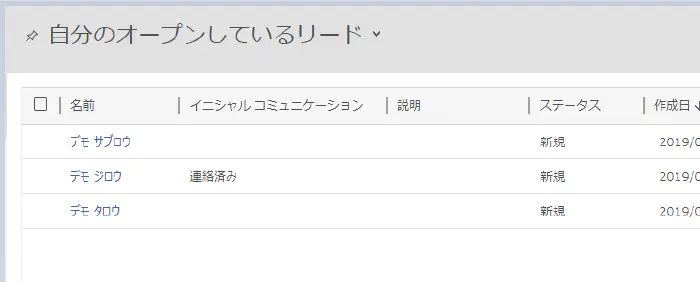 自分のオープンしているリード
名前 イニシャル コミュニケーション 説明 ステータス 作成日
デモ サブロウ 新規 2019/0
デモ ジロウ 連絡済み 新規 2019/0
デモ タロウ 新規 2019/0